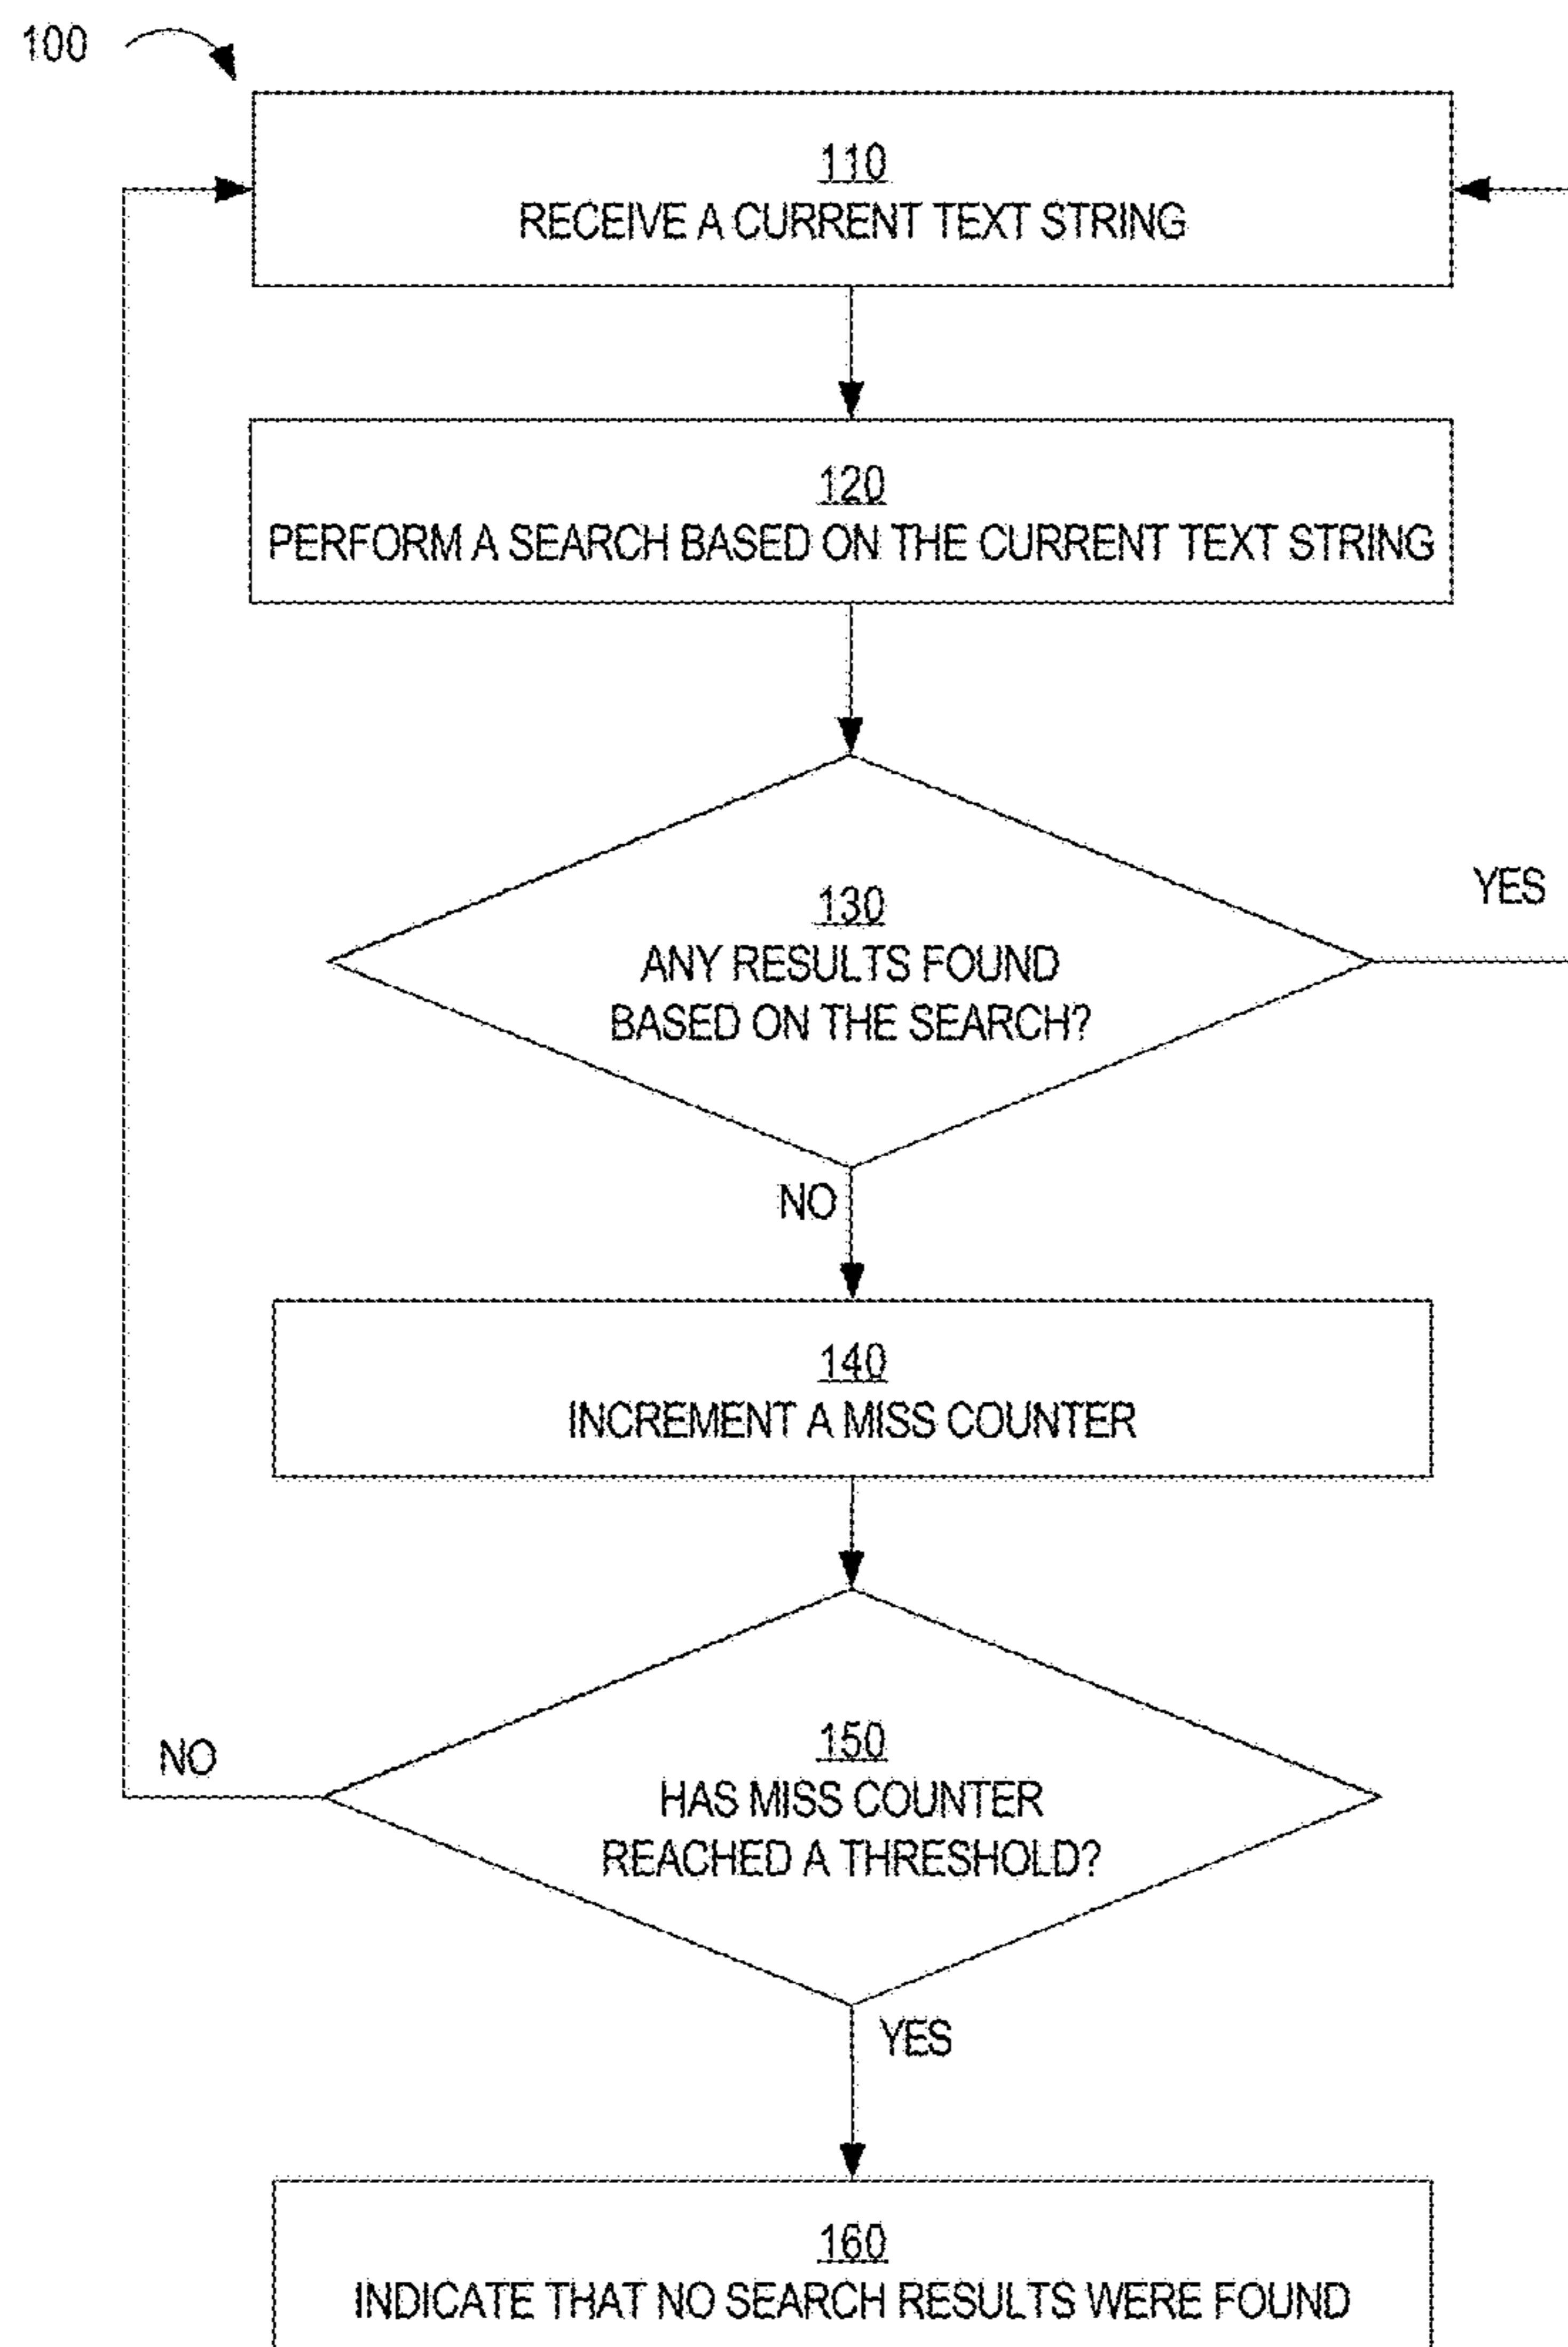 100
110
RECEIVE A CURRENT TEXT STRING
120
PERFORM A SEARCH BASED ON THE CURRENT TEXT STRING
130
ANY RESULTS FOUND
BASED ON THE SEARCH?
YES
NO
140
INCREMENT A MISS COUNTER
150
HAS MISS COUNTER
REACHED A THRESHOLD?
NO
YES
160
INDICATE THAT NO SEARCH RESULTS WERE FOUND